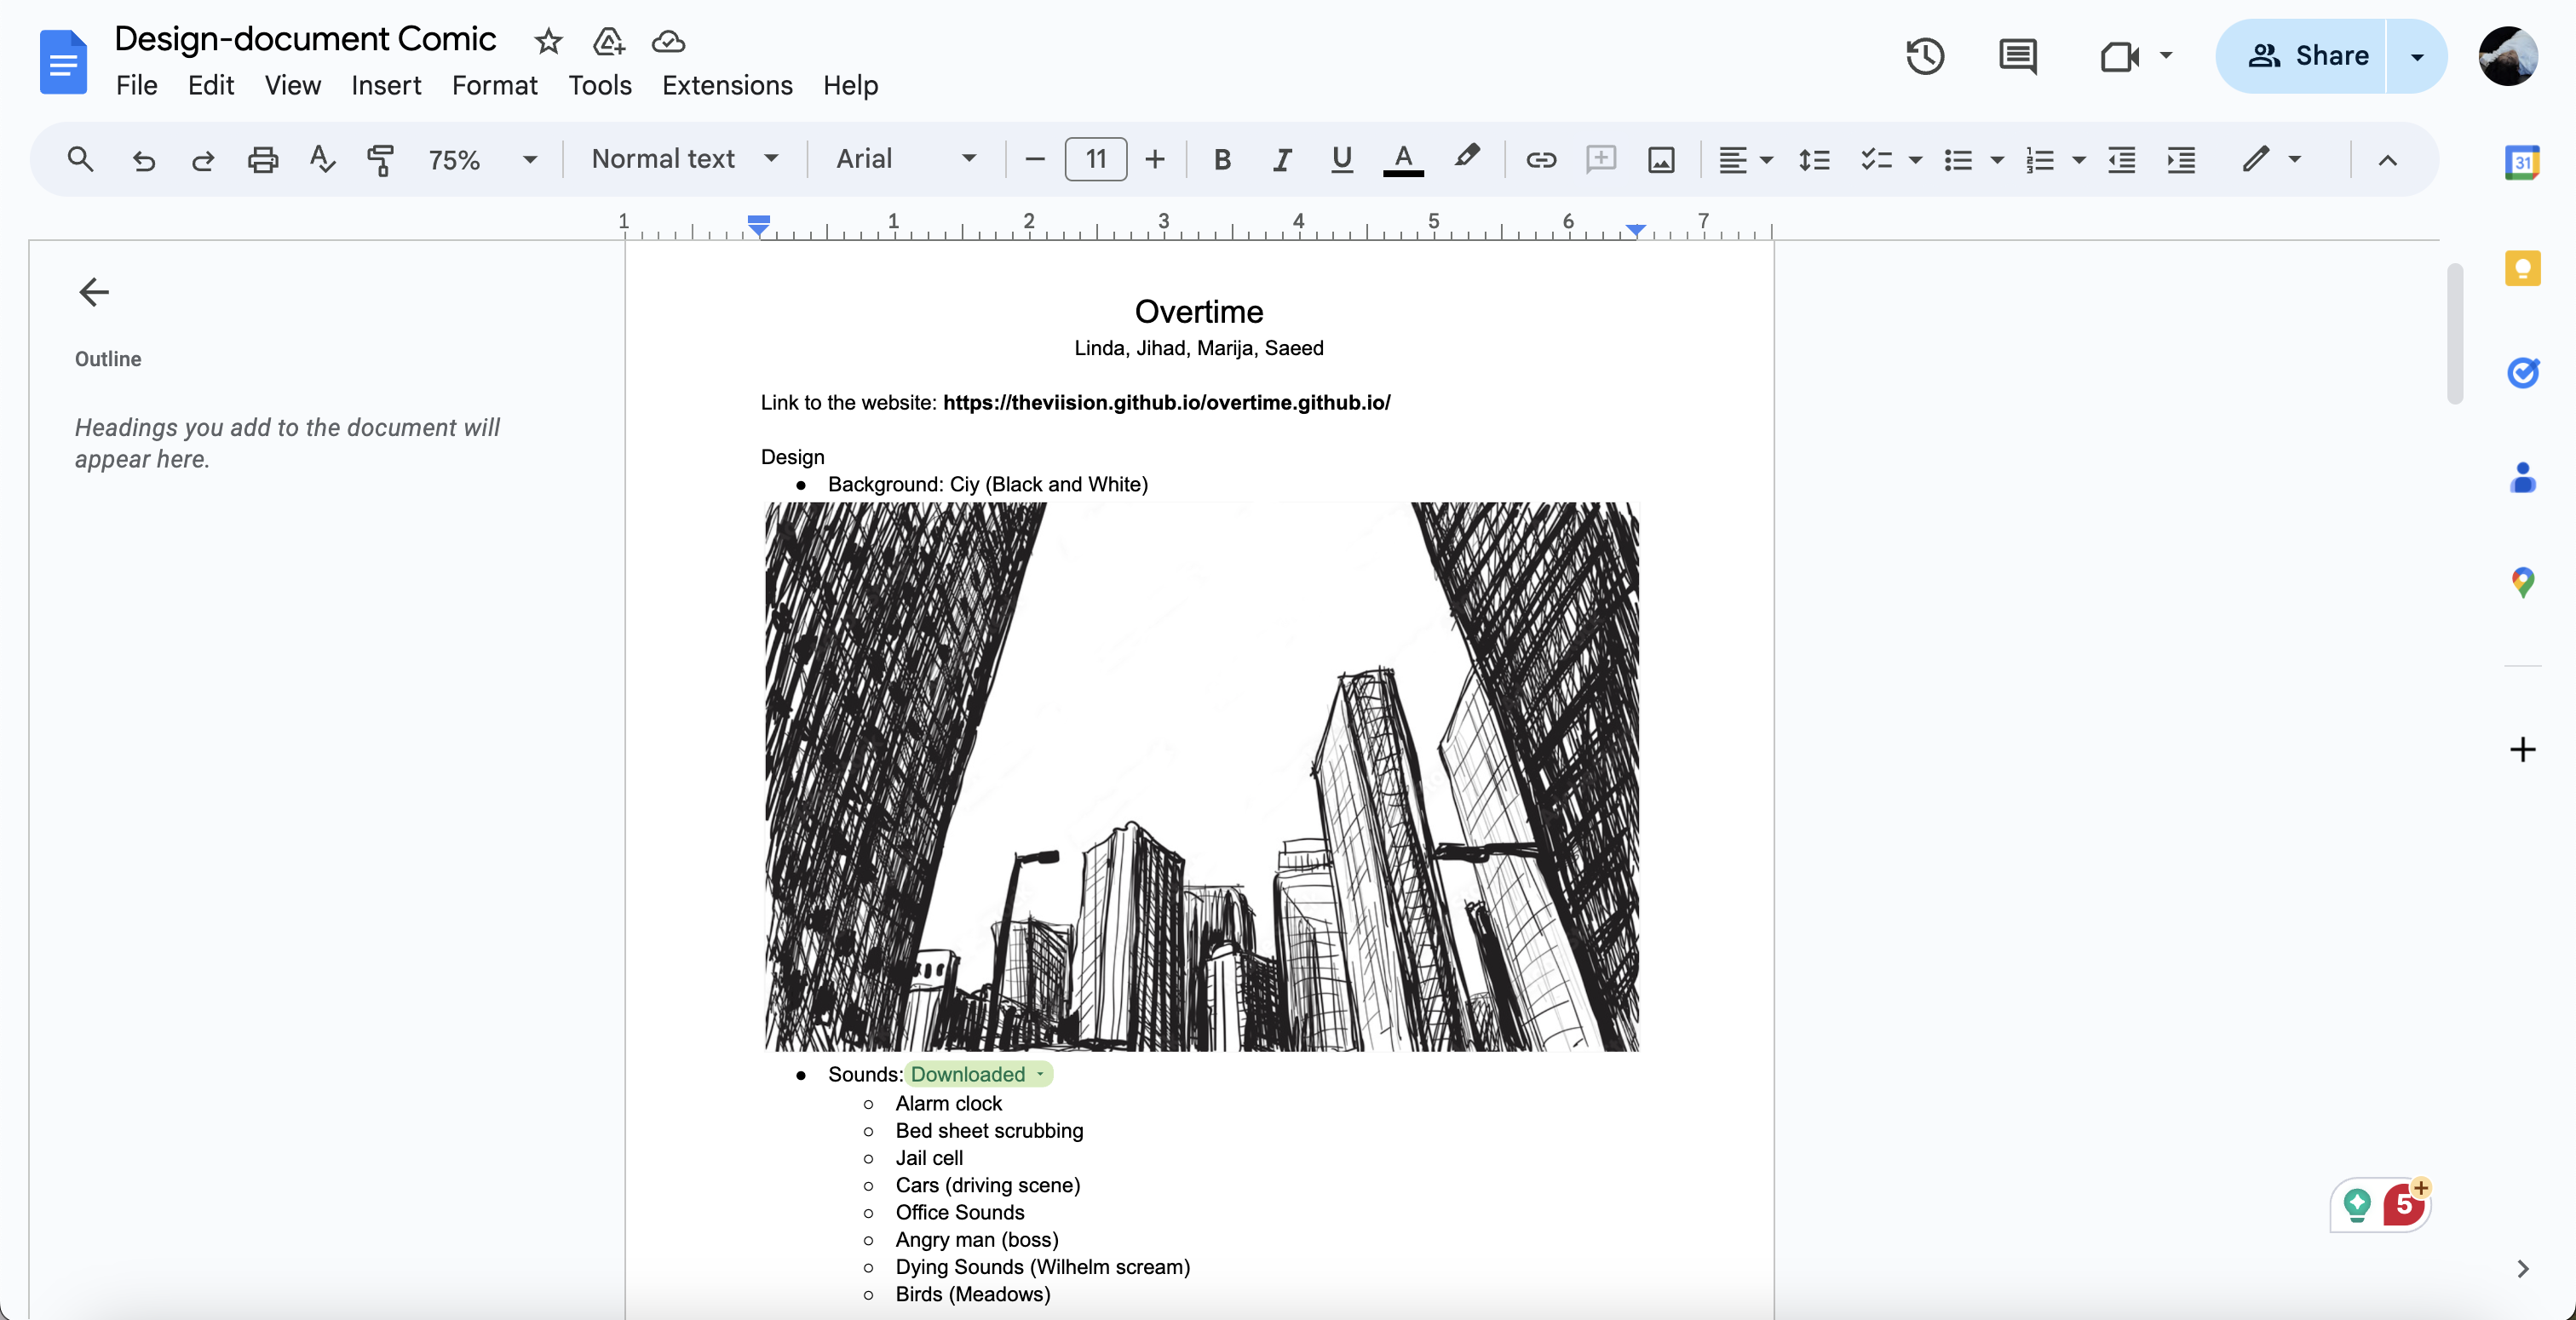 Design-document Comic
File Edit View Insert Format Tools Extensions Help
Share
75% Normal text Arial 11 B I U A
31
1 1 2 3 4 5 6 7
Outline
Headings you add to the document will
appear here.
Overtime
Linda, Jihad, Marija, Saeed
Link to the website: https://theviision.github.io/overtime.github.io/
Design
Background: Ciy (Black and White)
Sounds: Downloaded
Alarm clock
Bed sheet scrubbing
Jail cell
Cars (driving scene)
Office Sounds
Angry man (boss)
Dying Sounds (Wilhelm scream)
Birds (Meadows)
5